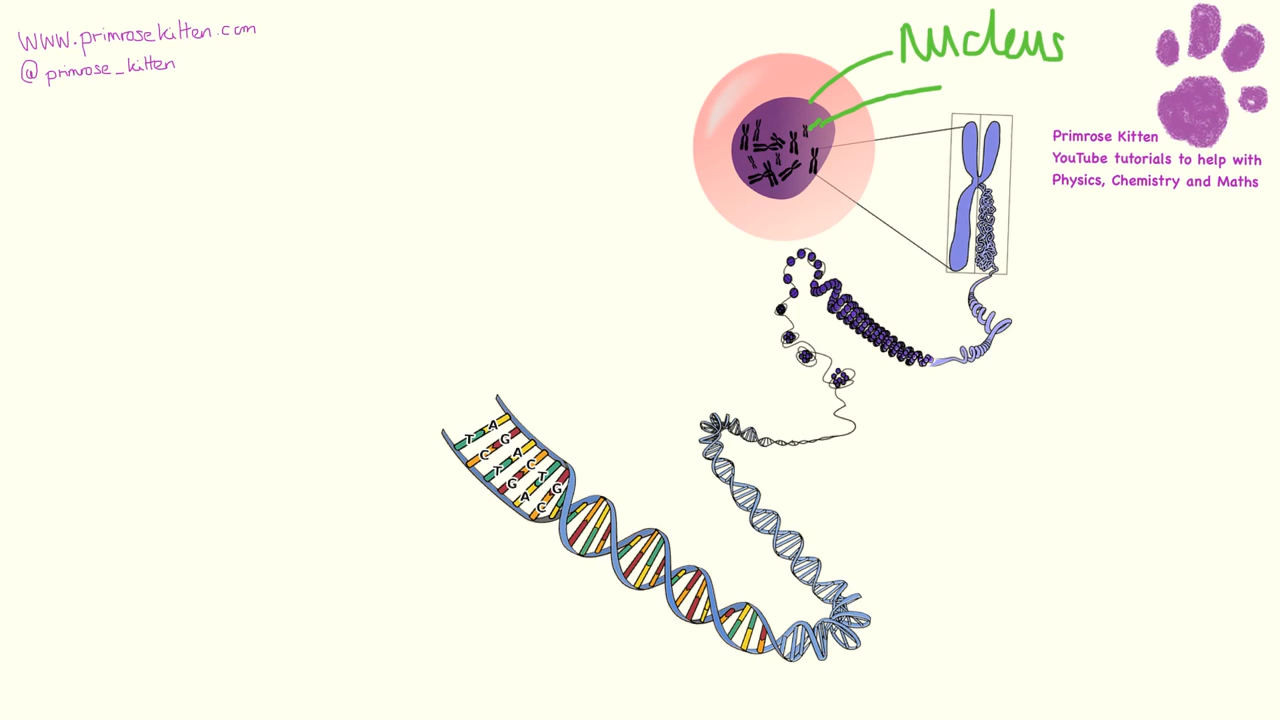 www.primrosekitten.com
@primrose_kitten
Nucleus
Primrose Kitten
YouTube tutorials to help with
Physics, Chemistry and Maths
T A
C G
T A
G C
A T
C G